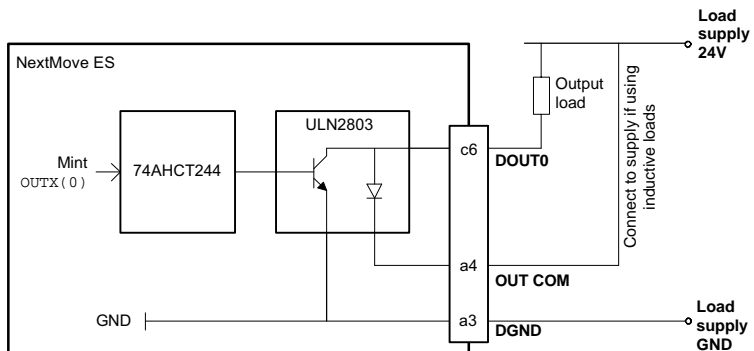 NextMove ES
Mint
OUTX(0)
74AHCT244
ULN2803
GND
c6
a4
a3
DOUT0
OUT COM
DGND
Output
load
Connect to supply if using
inductive loads
Load
supply
24V
Load
supply
GND